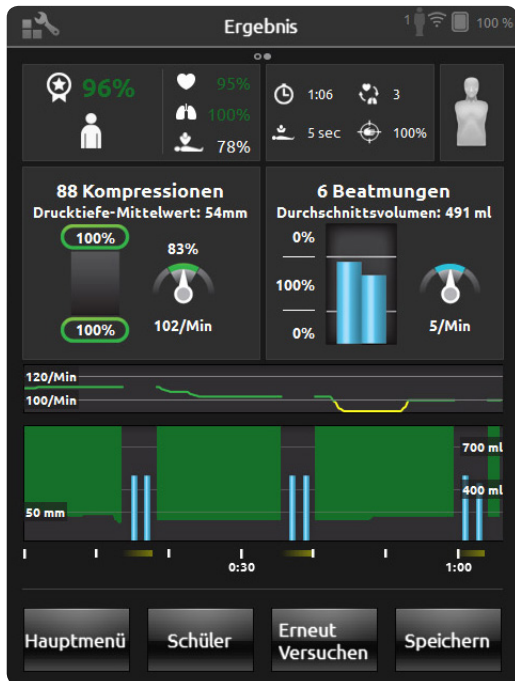 Ergebnis
1
100 %
96%
95%
100%
78%
1:06
3
5 sec
100%
88 Kompressionen
Drucktiefe-Mittelwert: 54mm
100%
83%
100%
102/Min
6 Beatmungen
Durchschnittsvolumen: 491 ml
0%
100%
0%
5/Min
120/Min
100/Min
700 ml
400 ml
50 mm
0:30
1:00
Hauptmenü
Schüler
Erneut
Versuchen
Speichern